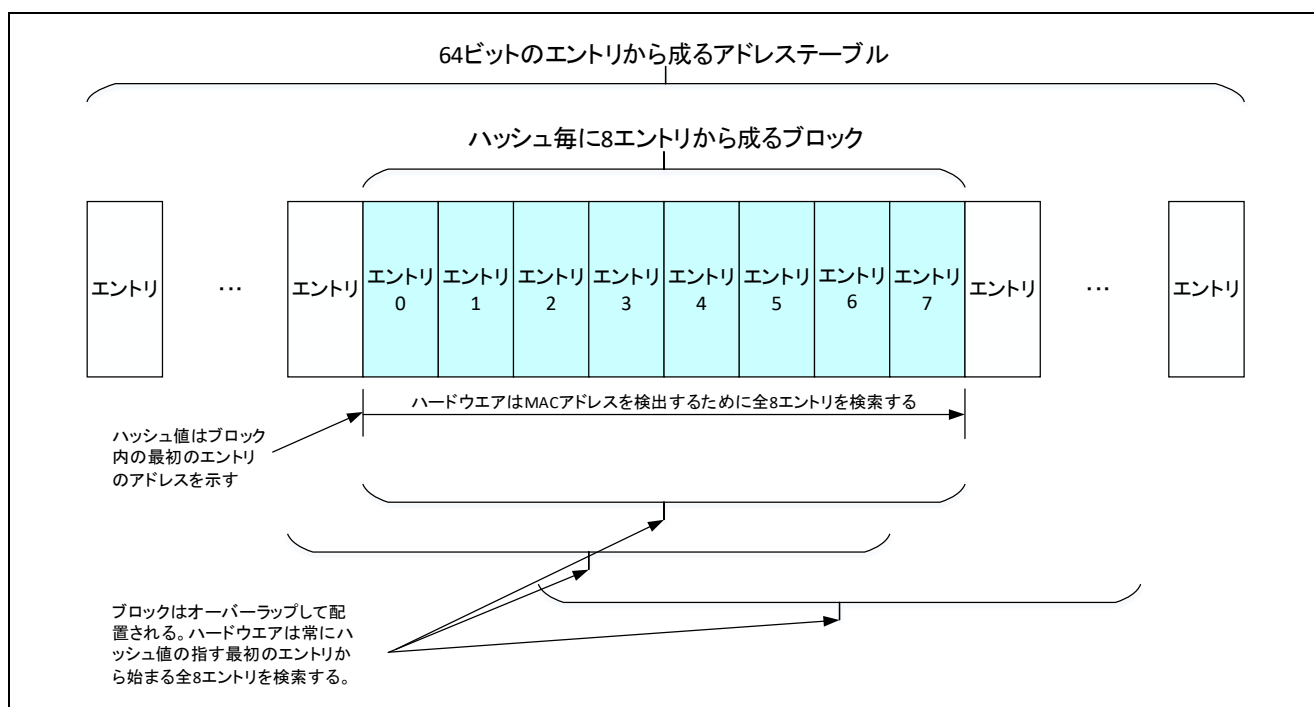 64ビットのエントリから成るアドレステーブル
ハッシュ毎に8エントリから成るブロック
エントリ
...
エントリ
エントリ
0
エントリ
1
エントリ
2
エントリ
3
エントリ
4
エントリ
5
エントリ
6
エントリ
7
エントリ
...
エントリ
ハードウエアはMACアドレスを検出するために全8エントリを検索する
ハッシュ値はブロック
内の最初のエントリ
のアドレスを示す
ブロックはオーバーラップして配
置される。ハードウエアは常にハ
ッシュ値の指す最初のエントリか
ら始まる全8エントリを検索する。